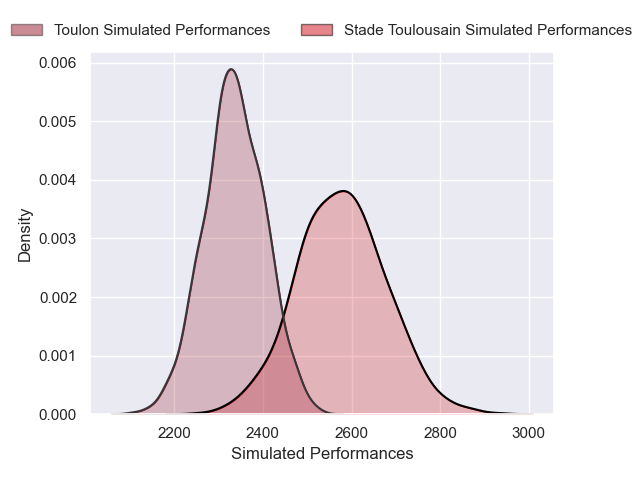 Toulon Simulated Performances
Stade Toulousain Simulated Performances
0.006
0.005
0.004
0.003
0.002
0.001
0.000
Density
2200 2400 2600 2800 3000
Simulated Performances